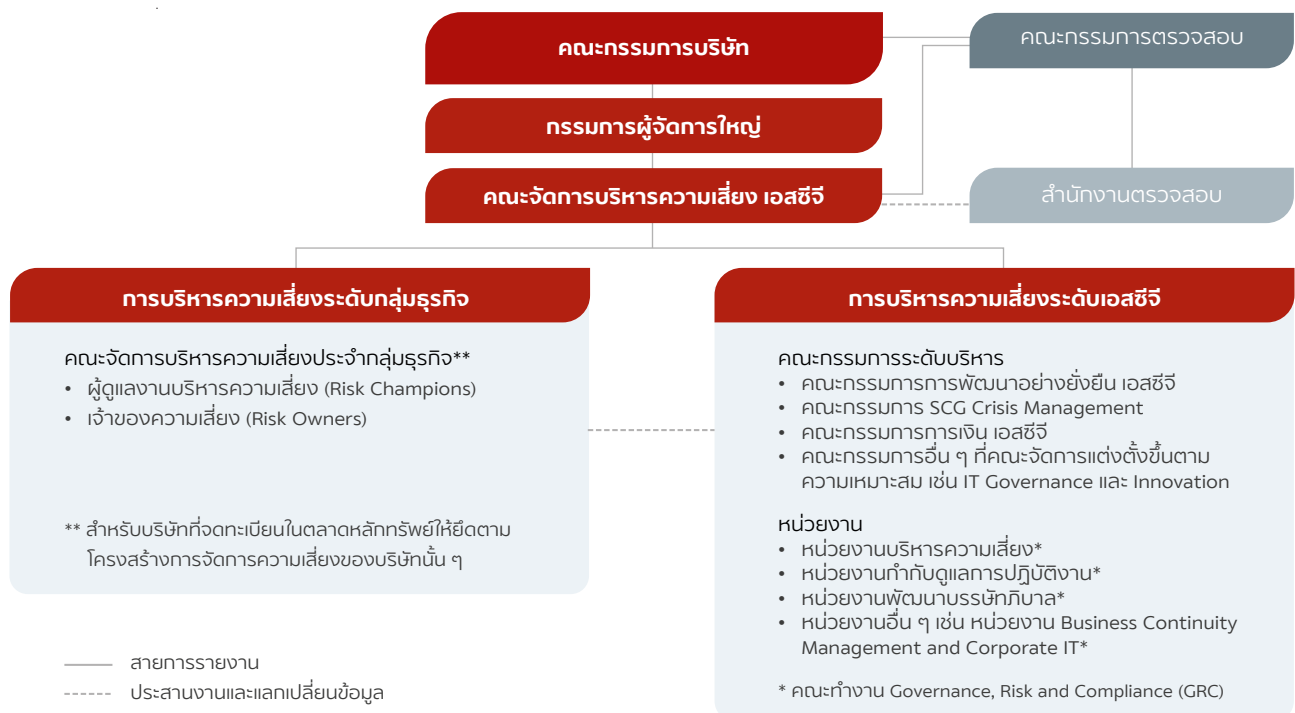 คณะกรรมการบริษัท
คณะกรรมการตรวจสอบ
กรรมการผู้จัดการใหญ่
คณะจัดการบริหารความเสี่ยง เอสซีจี
สำนักงานตรวจสอบ
การบริหารความเสี่ยงระดับกลุ่มธุรกิจ
คณะจัดการบริหารความเสี่ยงประจำกลุ่มธุรกิจ**
• ผู้ดูแลงานบริหารความเสี่ยง (Risk Champions)
• เจ้าของความเสี่ยง (Risk Owners)
** สำหรับบริษัทที่จดทะเบียนในตลาดหลักทรัพย์ให้ยึดตาม
โครงสร้างการจัดการความเสี่ยงของบริษัทนั้น ๆ
การบริหารความเสี่ยงระดับเอสซีจี
คณะกรรมการระดับบริหาร
• คณะกรรมการการพัฒนาอย่างยั่งยืน เอสซีจี
• คณะกรรมการ SCG Crisis Management
• คณะกรรมการการเงิน เอสซีจี
• คณะกรรมการอื่น ๆ ที่คณะจัดการแต่งตั้งขึ้นตาม
ความเหมาะสม เช่น IT Governance และ Innovation
หน่วยงาน
• หน่วยงานบริหารความเสี่ยง*
• หน่วยงานกำกับดูแลการปฏิบัติงาน*
• หน่วยงานพัฒนาบรรษัทภิบาล*
• หน่วยงานอื่น ๆ เช่น หน่วยงาน Business Continuity
Management and Corporate IT*
* คณะทำงาน Governance, Risk and Compliance (GRC)
สายการรายงาน
ประสานงานและแลกเปลี่ยนข้อมูล